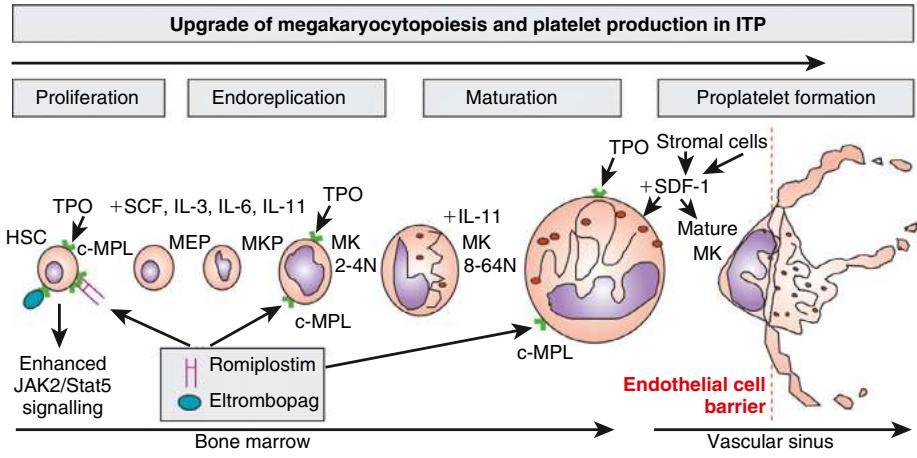 Upgrade of megakaryocytopoiesis and platelet production in ITP
Proliferation
Endoreplication
Maturation
Proplatelet formation
HSC
TPO
c-MPL
+SCF, IL-3, IL-6, IL-11
MEP
MKP
TPO
MK
2-4N
c-MPL
+IL-11
MK
8-64N
TPO
c-MPL
Stromal cells
+SDF-1
Mature
MK
Enhanced
JAK2/Stat5
signalling
Romiplostim
Eltrombopag
Endothelial cell
barrier
Bone marrow
Vascular sinus